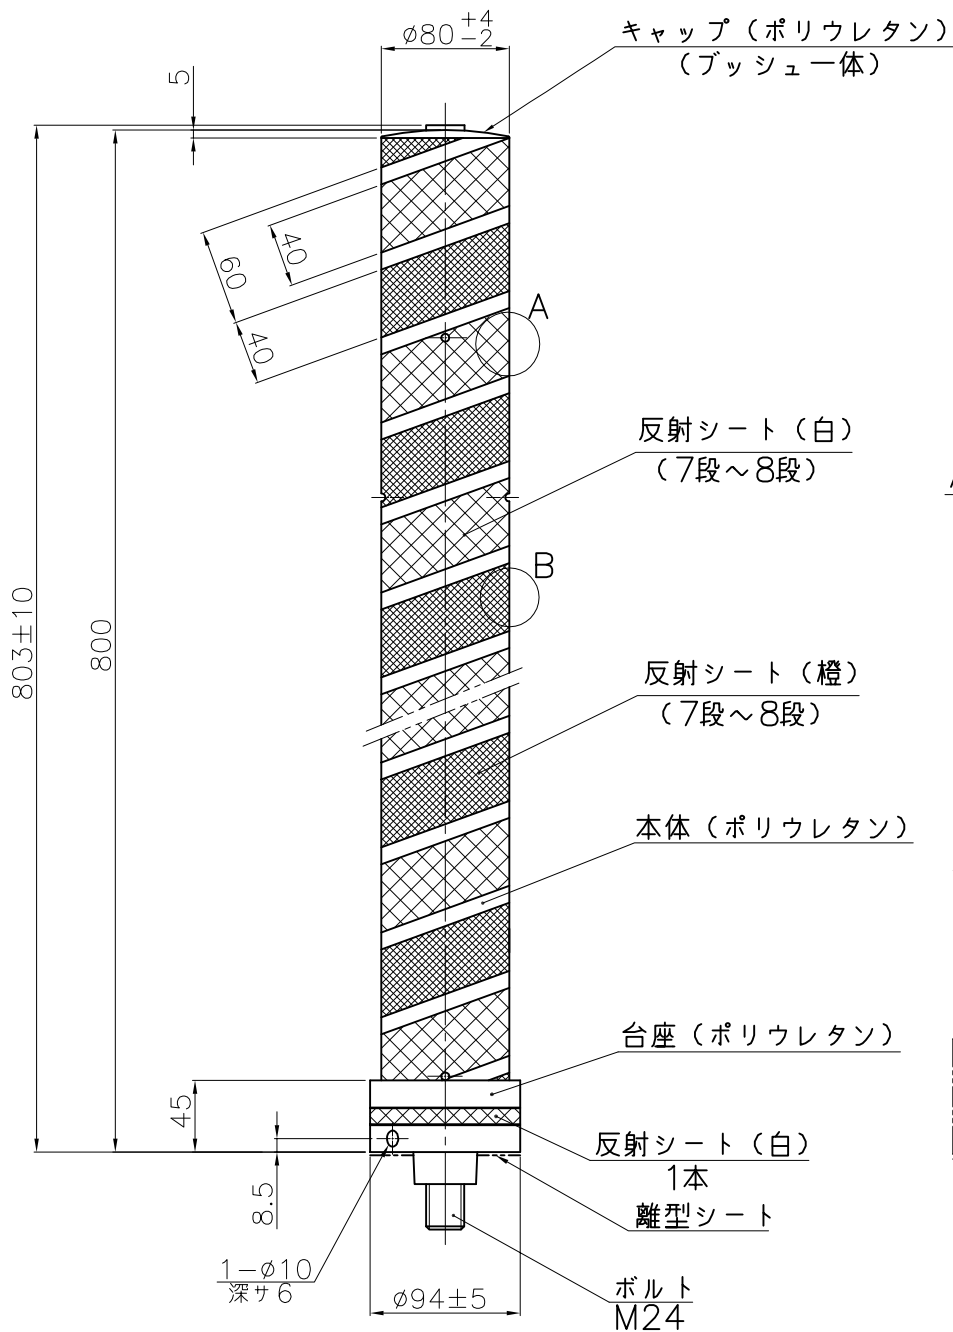 φ80 +4 −2
キャップ（ポリウレタン）
（ブッシュ一体）
5
40
60
40
A
反射シート（白）
（7段～8段）
B
803±10
800
反射シート（橙）
（7段～8段）
本体（ポリウレタン）
台座（ポリウレタン）
45
反射シート（白）
1本
8.5
離型シート
1−φ10
深サ6
φ94±5
ボルト
M24